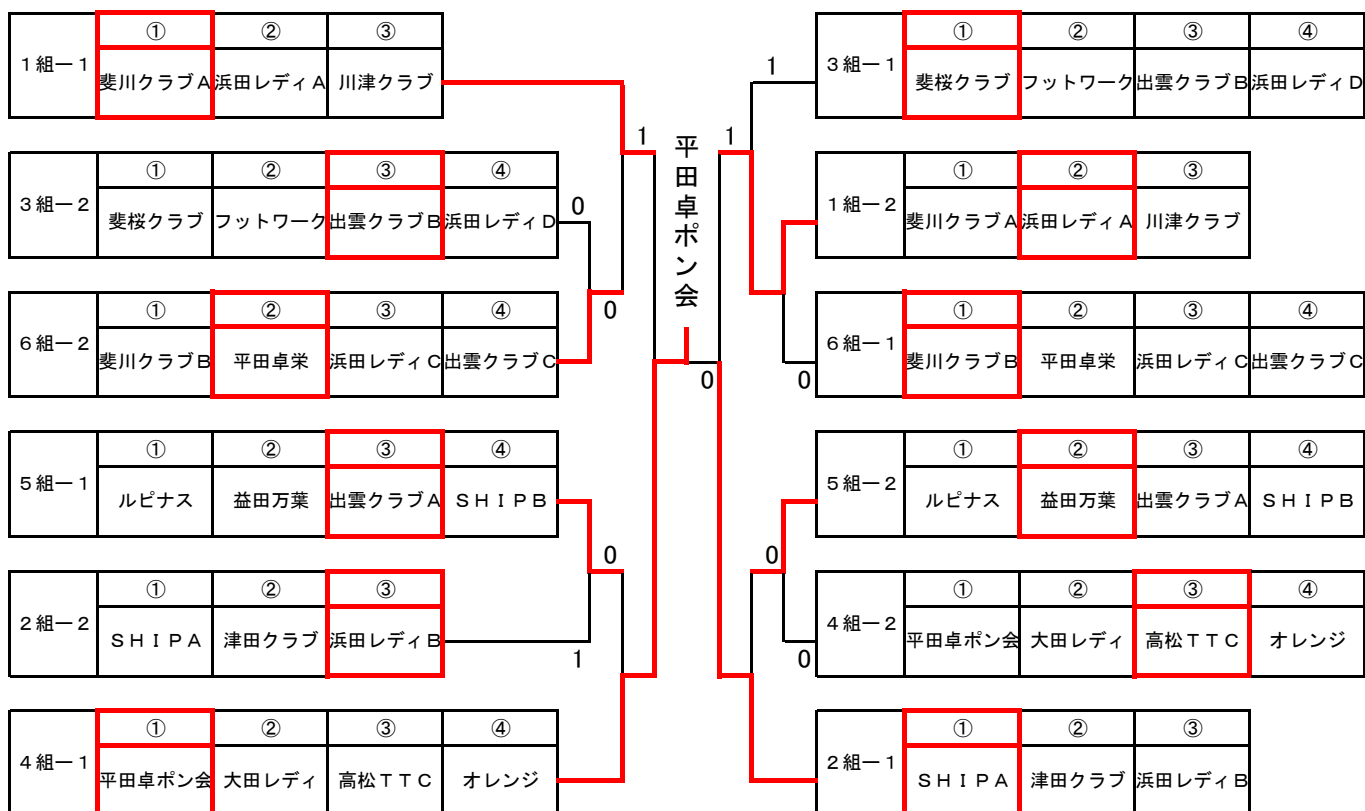 ① ② ③
1組ー1 斐川クラブA 浜田レディA 川津クラブ
① ② ③ ④
3組ー2 斐桜クラブ フットワーク 出雲クラブB 浜田レディD
0
① ② ③ ④
6組ー2 斐川クラブB 平田卓栄 浜田レディC 出雲クラブC
0
1
① ② ③ ④
5組ー1 ルピナス 益田万葉 出雲クラブA SHIPB
0
① ② ③
2組ー2 SHIPA 津田クラブ 浜田レディB
1
① ② ③ ④
4組ー1 平田卓ポン会 大田レディ 高松TTC オレンジ
平田卓ポン会
0
① ② ③ ④
1 3組ー1 斐桜クラブ フットワーク 出雲クラブB 浜田レディD
1
① ② ③
1組ー2 斐川クラブA 浜田レディA 川津クラブ
① ② ③ ④
6組ー1 斐川クラブB 平田卓栄 浜田レディC 出雲クラブC
0
① ② ③ ④
5組ー2 ルピナス 益田万葉 出雲クラブA SHIPB
0
① ② ③ ④
4組ー2 平田卓ポン会 大田レディ 高松TTC オレンジ
0
① ② ③
2組ー1 SHIPA 津田クラブ 浜田レディB